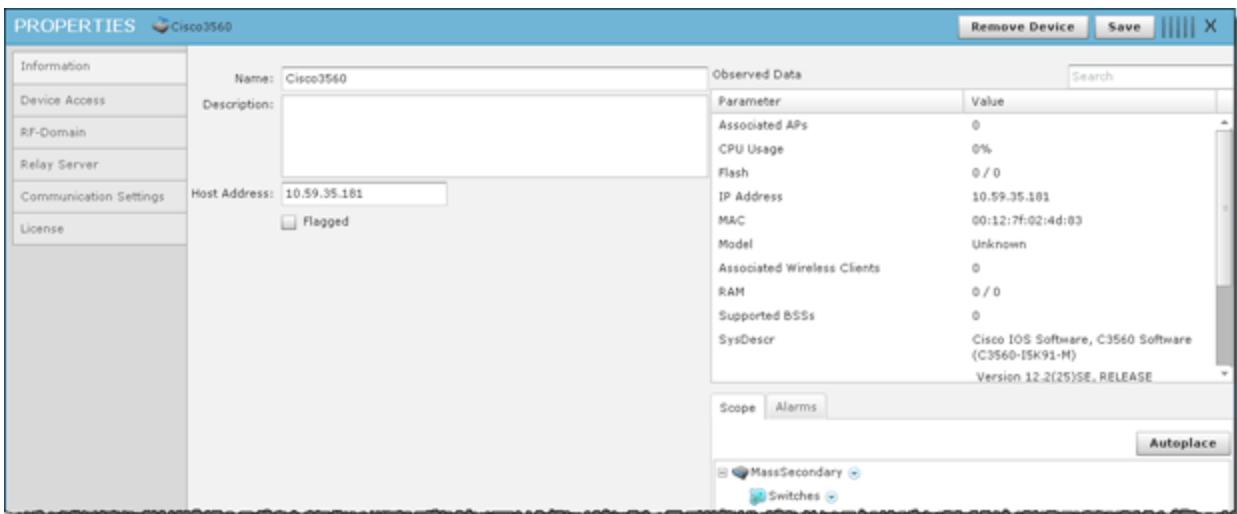 PROPERTIES Cisco3560 Remove Device Save X
Information
Device Access
RF-Domain
Relay Server
Communication Settings
License
Name: Cisco3560
Description:
Host Address: 10.59.35.181
Flagged
Observed Data Search
Parameter Value
Associated APs 0
CPU Usage 0%
Flash 0 / 0
IP Address 10.59.35.181
MAC 00:12:7f:02:4d:83
Model Unknown
Associated Wireless Clients 0
RAM 0 / 0
Supported BSSs 0
SysDescr Cisco IOS Software, C3560 Software
(C3560-I5K91-M)
Version 12.2(25)SE, RELEASE
Scope Alarms
Autoplace
MassSecondary
Switches